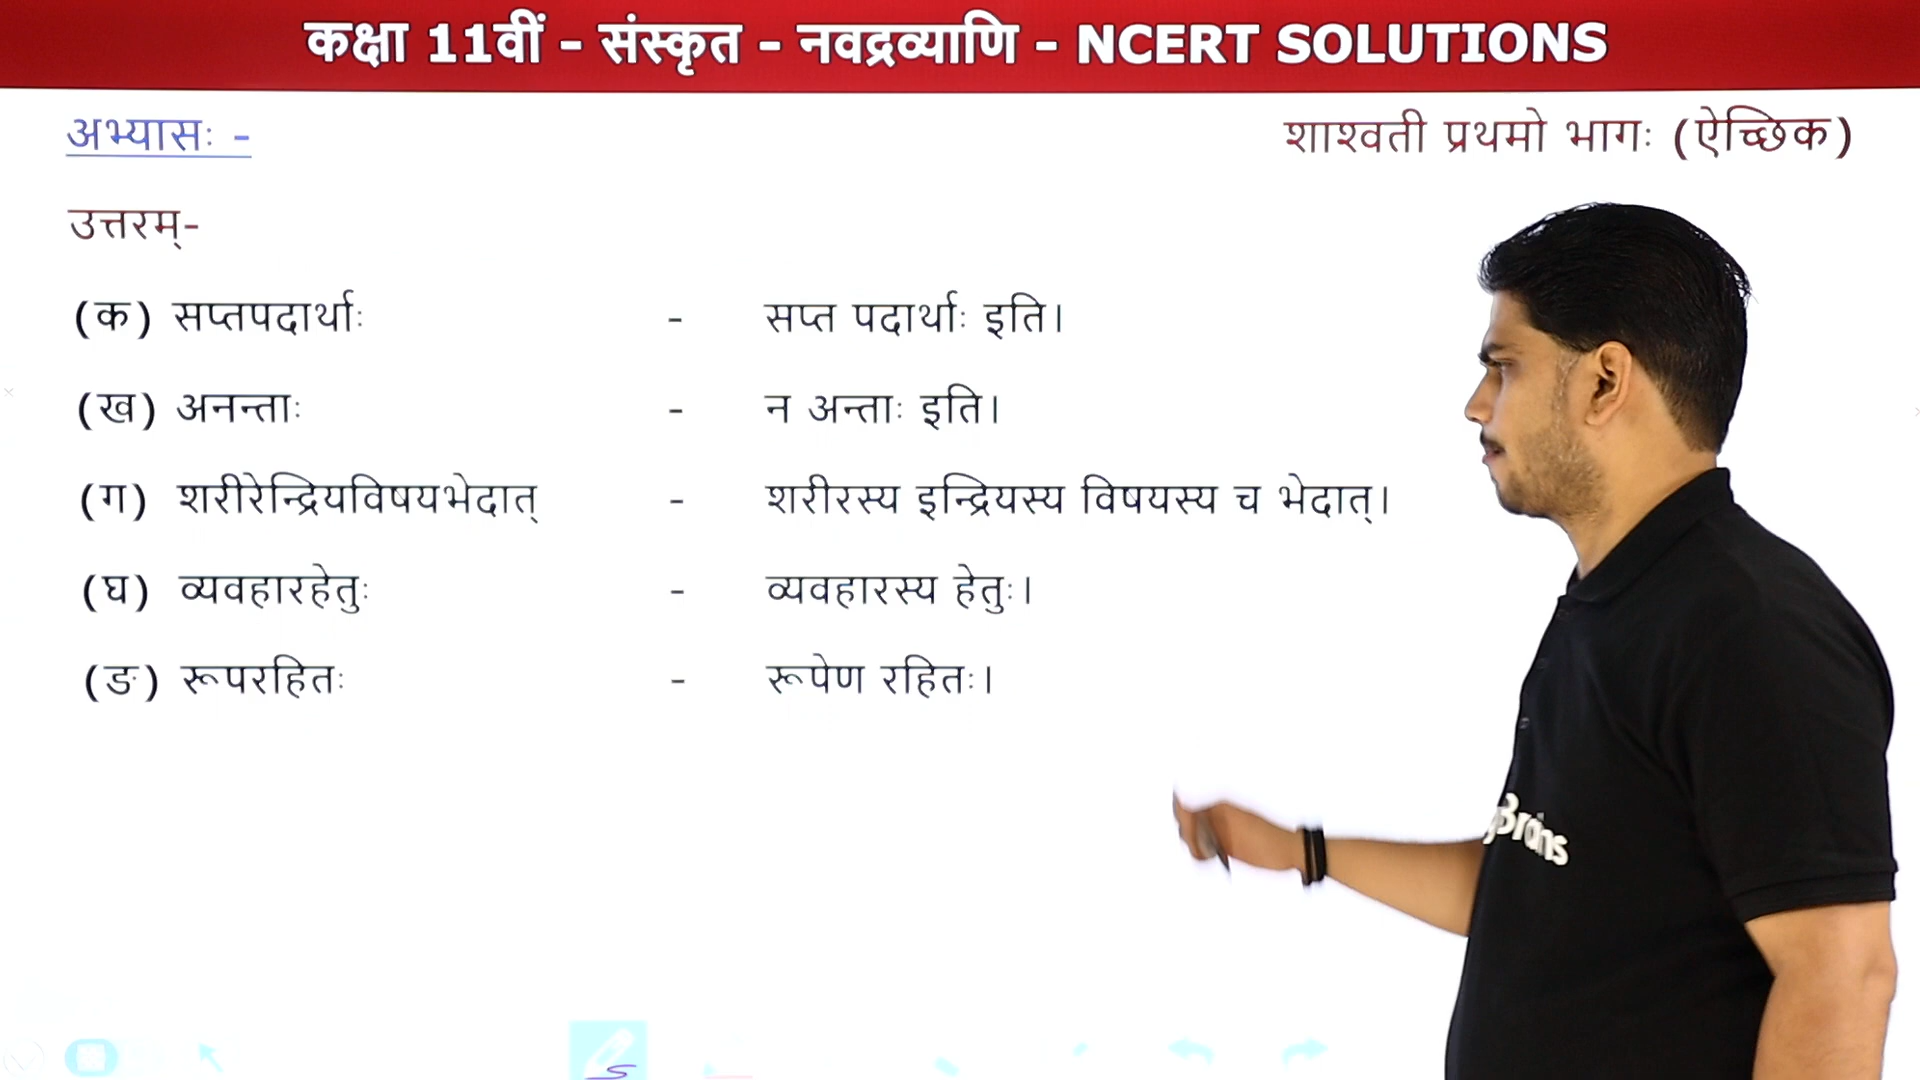 कक्षा 11वीं - संस्कृत - नवद्रव्याणि - NCERT SOLUTIONS
अभ्यासः -
शाश्वती प्रथमो भागः (ऐच्छिक)
उत्तरम्-
(क) सप्तपदार्थाः - सप्त पदार्थाः इति।
(ख) अनन्ताः - न अन्ताः इति।
(ग) शरीरेन्द्रियविषयभेदात् - शरीरस्य इन्द्रियस्य विषयस्य च भेदात्।
(घ) व्यवहारहेतुः - व्यवहारस्य हेतुः।
(ङ) रूपरहितः - रूपेण रहितः।